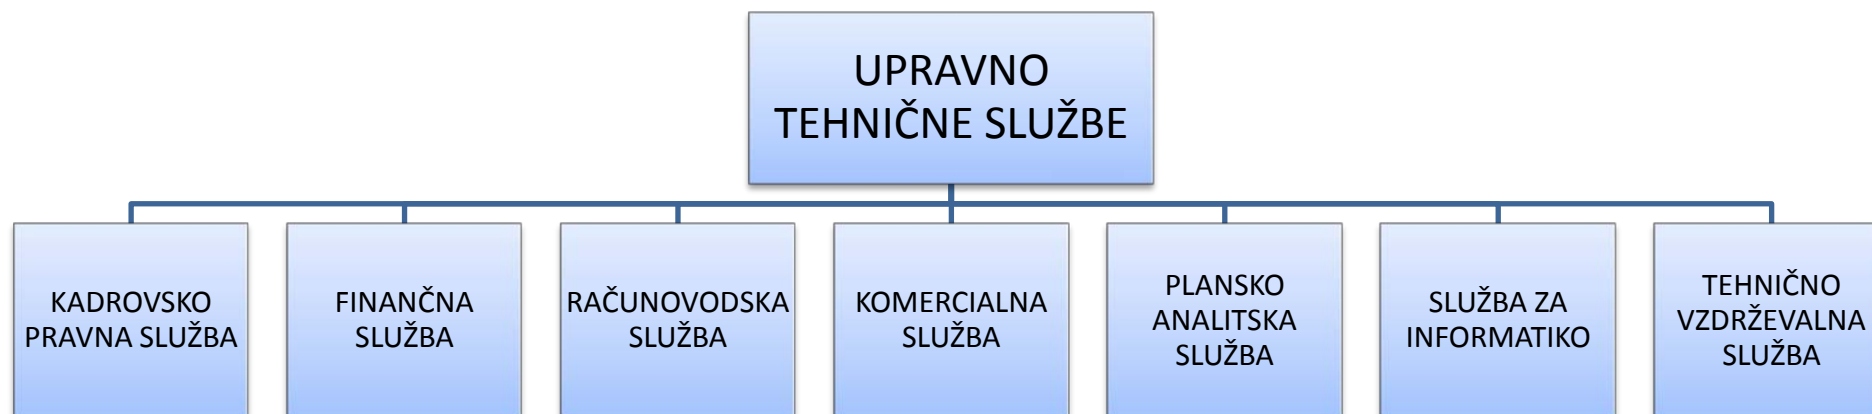 UPRAVNO
TEHNIČNE SLUŽBE
KADROVSKO
PRAVNA SLUŽBA
FINANČNA
SLUŽBA
RAČUNOVODSKA
SLUŽBA
KOMERCIALNA
SLUŽBA
PLANSKO
ANALITSKA
SLUŽBA
SLUŽBA ZA
INFORMATIKO
TEHNIČNO
VZDRŽEVALNA
SLUŽBA